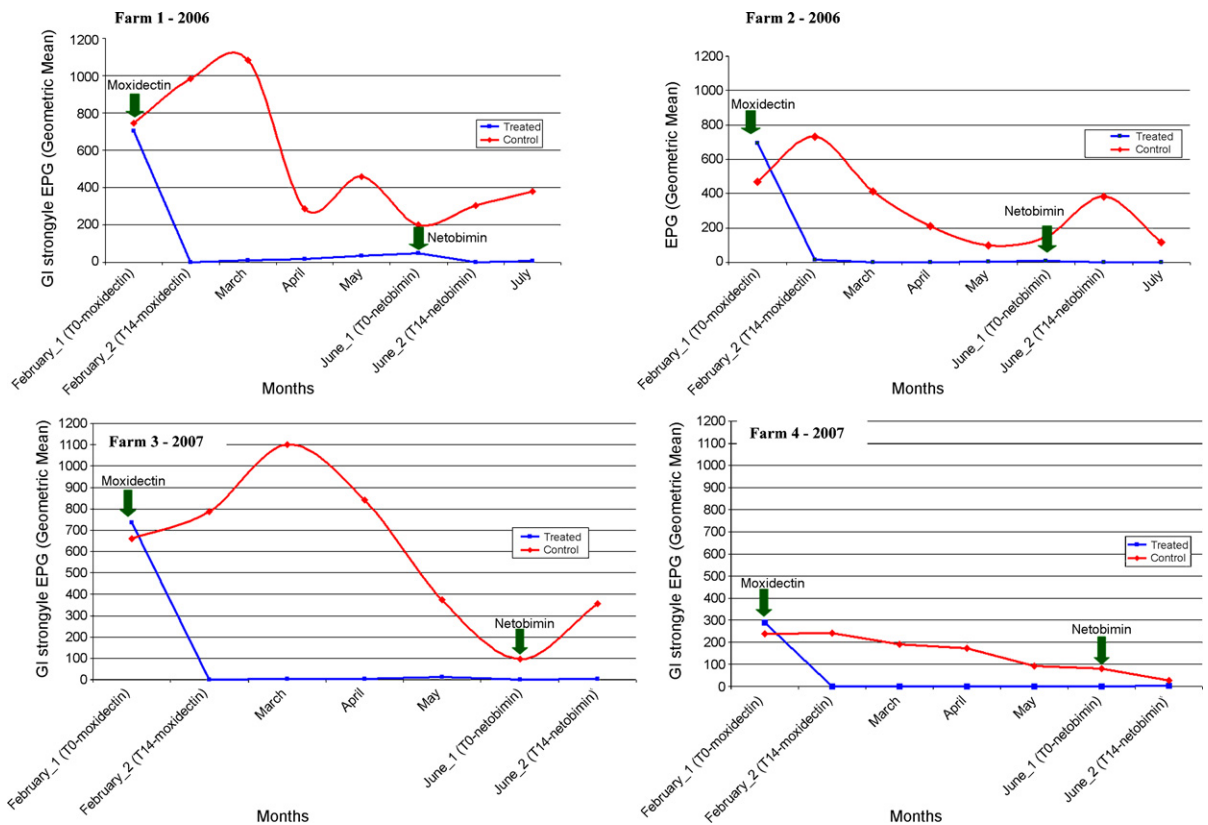 Farm 1 - 2006
GI strongyle EPG (Geometric Mean)
1200
1000
800
600
400
200
0
Moxidectin
Netobimin
Treated
Control
February_1 (T0-moxidectin)
February_2 (T14-moxidectin)
March
April
May
June_1 (T0-netobimin)
June_2 (T14-netobimin)
July
Months
Farm 2 - 2006
EPG (Geometric Mean)
1200
1000
800
600
400
200
0
Moxidectin
Netobimin
Treated
Control
February_1 (T0-moxidectin)
February_2 (T14-moxidectin)
March
April
May
June_1 (T0-netobimin)
June_2 (T14-netobimin)
July
Months
Farm 3 - 2007
GI strongyle EPG (Geometric Mean)
1200
1100
1000
900
800
700
600
500
400
300
200
100
0
Moxidectin
Netobimin
Treated
Control
February_1 (T0-moxidectin)
February_2 (T14-moxidectin)
March
April
May
June_1 (T0-netobimin)
June_2 (T14-netobimin)
Months
Farm 4 - 2007
GI strongyle EPG (Geometric Mean)
1200
1100
1000
900
800
700
600
500
400
300
200
100
0
Moxidectin
Netobimin
Treated
Control
February_1 (T0-moxidectin)
February_2 (T14-moxidectin)
March
April
May
June_1 (T0-netobimin)
June_2 (T14-netobimin)
Months